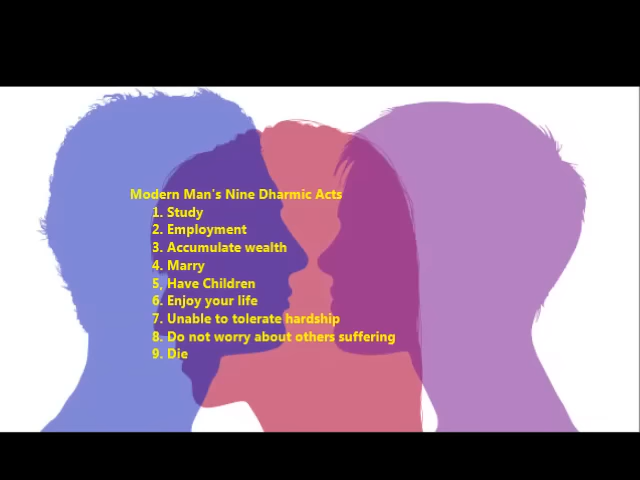 Modern Man's Nine Dharmic Acts
1. Study
2. Employment
3. Accumulate wealth
4. Marry
5. Have Children
6. Enjoy your life
7. Unable to tolerate hardship
8. Do not worry about others suffering
9. Die